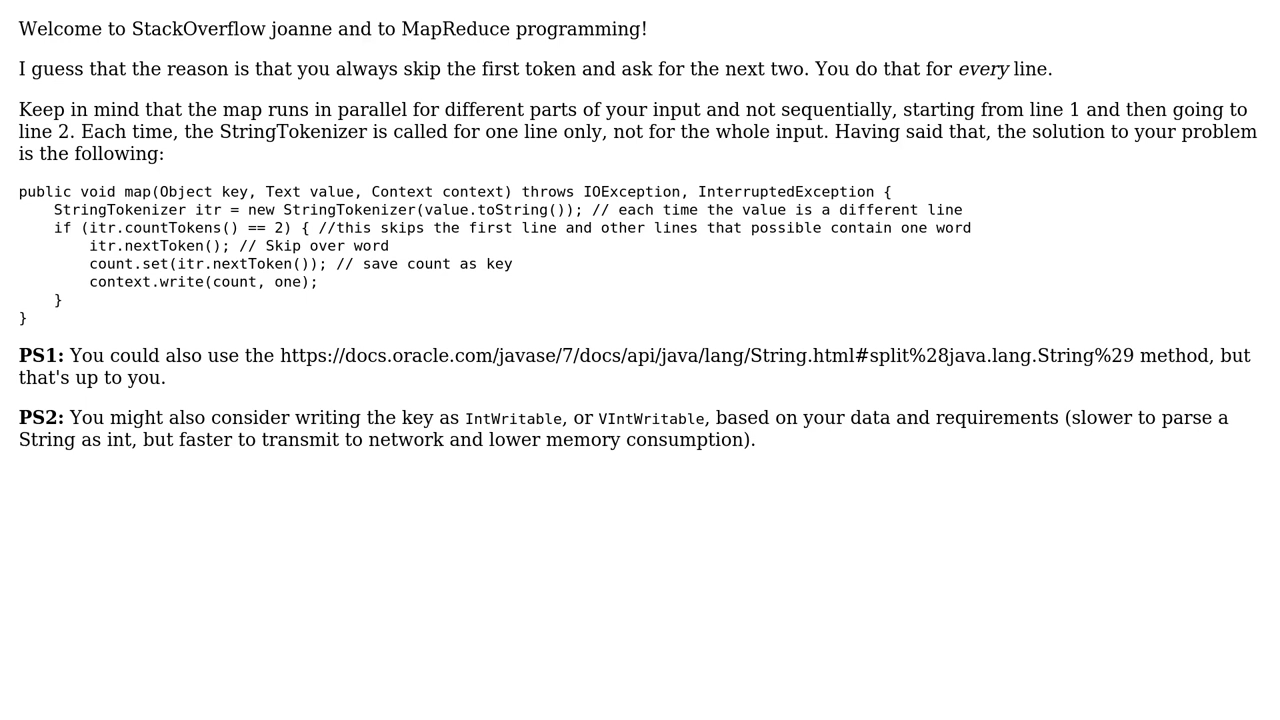 Welcome to StackOverflow joanne and to MapReduce programming!
I guess that the reason is that you always skip the first token and ask for the next two. You do that for every line.
Keep in mind that the map runs in parallel for different parts of your input and not sequentially, starting from line 1 and then going to
line 2. Each time, the StringTokenizer is called for one line only, not for the whole input. Having said that, the solution to your problem
is the following:
public void map(Object key, Text value, Context context) throws IOException, InterruptedException {
    StringTokenizer itr = new StringTokenizer(value.toString()); // each time the value is a different line
    if (itr.countTokens() == 2) { //this skips the first line and other lines that possible contain one word
        itr.nextToken(); // Skip over word
        count.set(itr.nextToken()); // save count as key
        context.write(count, one);
    }
}
PS1: You could also use the https://docs.oracle.com/javase/7/docs/api/java/lang/String.html#split%28java.lang.String%29 method, but
that's up to you.
PS2: You might also consider writing the key as IntWritable, or VIntWritable, based on your data and requirements (slower to parse a
String as int, but faster to transmit to network and lower memory consumption).